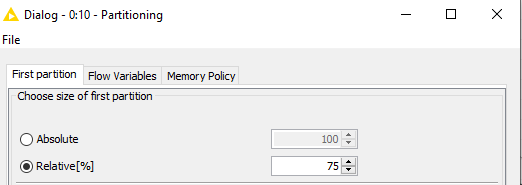 Dialog - 0:10 - Partitioning
File
First partition Flow Variables Memory Policy
Choose size of first partition
Absolute 100
Relative[%] 75